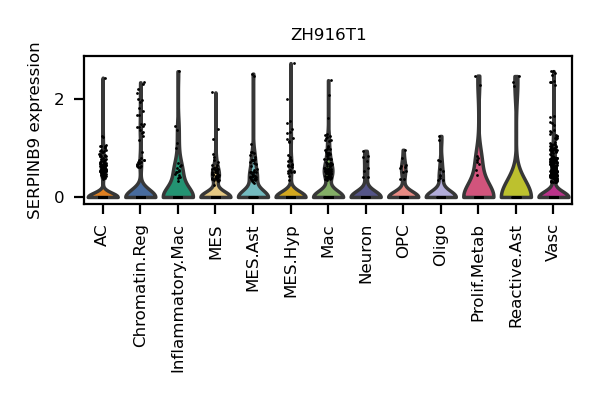 ZH916T1
SERPINB9 expression
2
0
AC
Chromatin.Reg
Inflammatory.Mac
MES
MES.Ast
MES.Hyp
Mac
Neuron
OPC
Oligo
Prolif.Metab
Reactive.Ast
Vasc